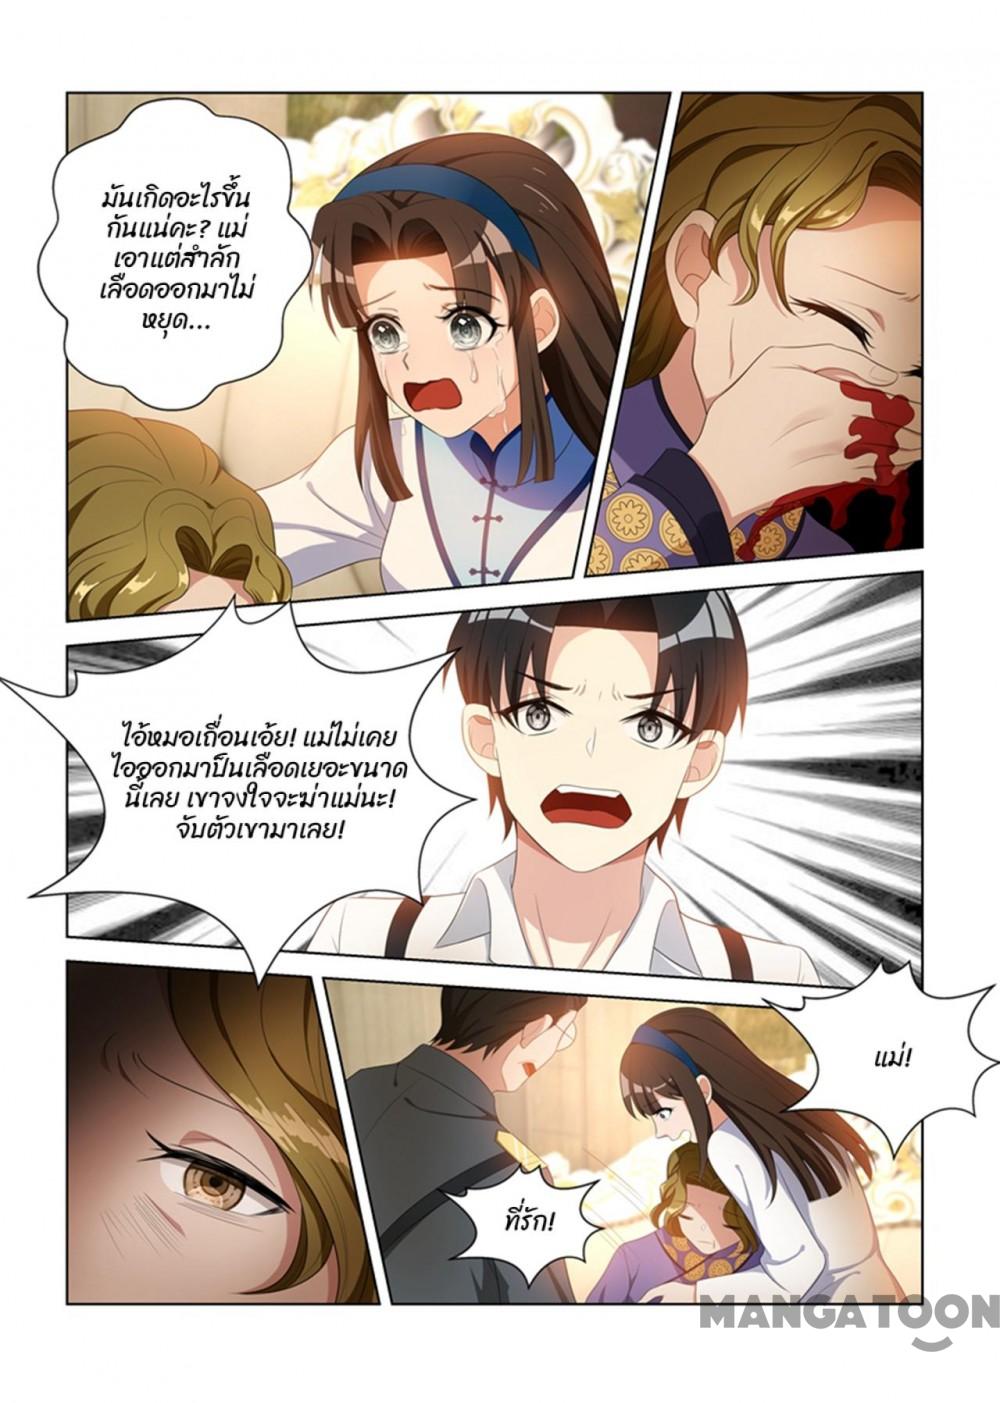 มันเกิดอะไรขึ้น
กันแน่คะ? แม่
เอาแต่สำลัก
เลือดออกมาไม่
หยุด...
ไอ้หมอเถื่อนเอ้ย! แม่ไม่เคย
ไอออกมาป็นเลือดเยอะขนาด
นี้เลย เขาจงใจจะฆ่าแม่นะ!
จับตัวเขามาเลย!
แม่!
ที่รัก!
MANGATOON